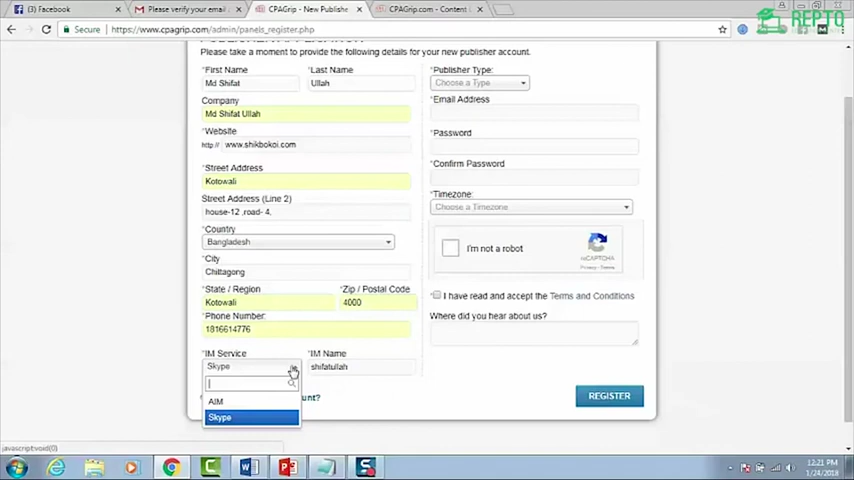 Facebook
Please verify your email
CPAGrip - New Publishe
CPAGrip.com - Content L
REPTO
Secure
https://www.cpagrip.com/admin/panels_register.php
Please take a moment to provide the following details for your new publisher account.
*First Name
*Last Name
Md Shifat
Ullah
Company
Md Shifat Ullah
*Website
http://
www.shikbokoi.com
*Street Address
Kotowali
Street Address (Line 2)
house-12 ,road- 4,
*Country
Bangladesh
*City
Chittagong
*State / Region
*Zip / Postal Code
Kotowali
4000
*Phone Number:
1816614776
*IM Service
*IM Name
Skype
shifatullah
AIM
Skype
ount?
*Publisher Type:
Choose a Type
*Email Address
*Password
*Confirm Password
*Timezone:
Choose a Timezone
I'm not a robot
reCAPTCHA
Privacy - Terms
*I have read and accept the Terms and Conditions
Where did you hear about us?
REGISTER
javascript:void(0)
12:21 PM
1/24/2018